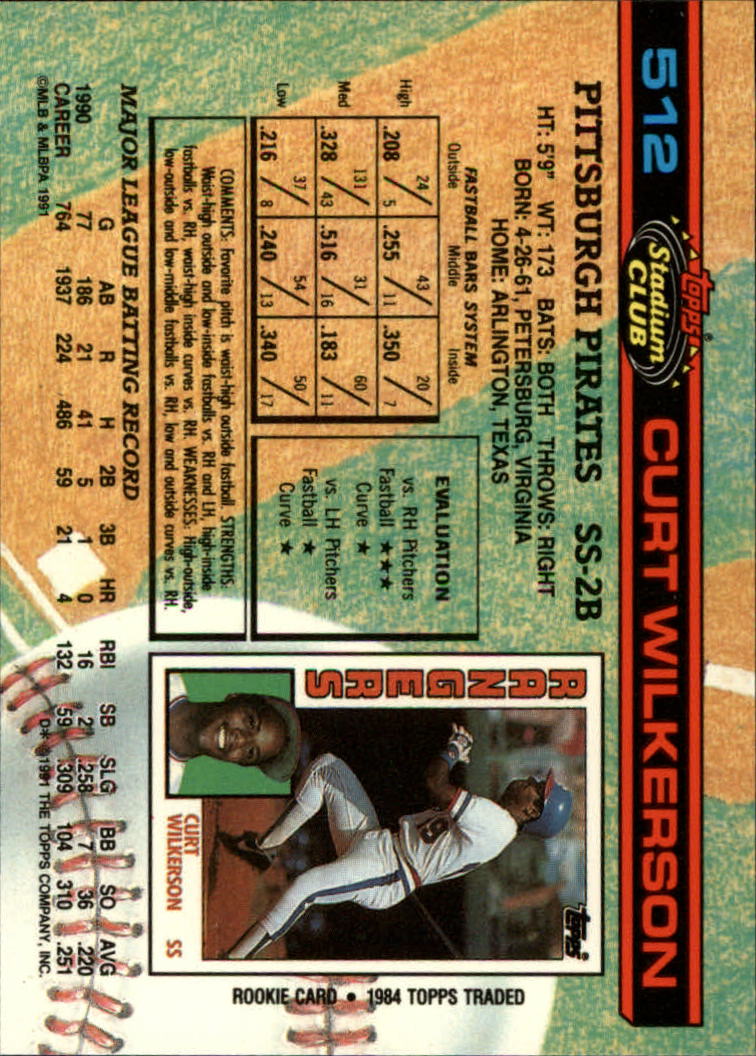 512
Topps®
Stadium
CLUB
CURT WILKERSON
PITTSBURGH PIRATES SS-2B
HT: 5'9" WT: 173 BATS: BOTH THROWS: RIGHT
BORN: 4-26-61, PETERSBURG, VIRGINIA
HOME: ARLINGTON, TEXAS
FASTBALL BARS SYSTEM
Outside Middle Inside
High .208 24/5 .255 43/11 .350 20/7
Med .328 131/43 .516 31/16 .183 60/11
Low .216 37/8 .240 54/13 .340 50/17
EVALUATION
vs. RH Pitchers
Fastball ★★★
Curve ★
vs. LH Pitchers
Fastball ★
Curve ★
COMMENTS: Favorite pitch is waist-high outside fastball. STRENGTHS:
Waist-high outside and low-inside fastballs vs. RH and LH, high-inside
fastballs vs. RH, waist-high inside curves vs. RH. WEAKNESSES: High-outside,
low-outside and low-middle fastballs vs. RH, low and outside curves vs. RH.
RANGERS
Topps®
CURT
WILKERSON SS
ROOKIE CARD • 1984 TOPPS TRADED
MAJOR LEAGUE BATTING RECORD
G AB R H 2B 3B HR RBI SB SLG BB SO AVG
1990 77 186 21 41 5 1 0 16 2 .258 7 36 .220
CAREER 764 1937 224 486 59 21 4 132 59 .309 104 310 .251
©MLB & MLBPA 1991
D* ©1991 THE TOPPS COMPANY, INC.